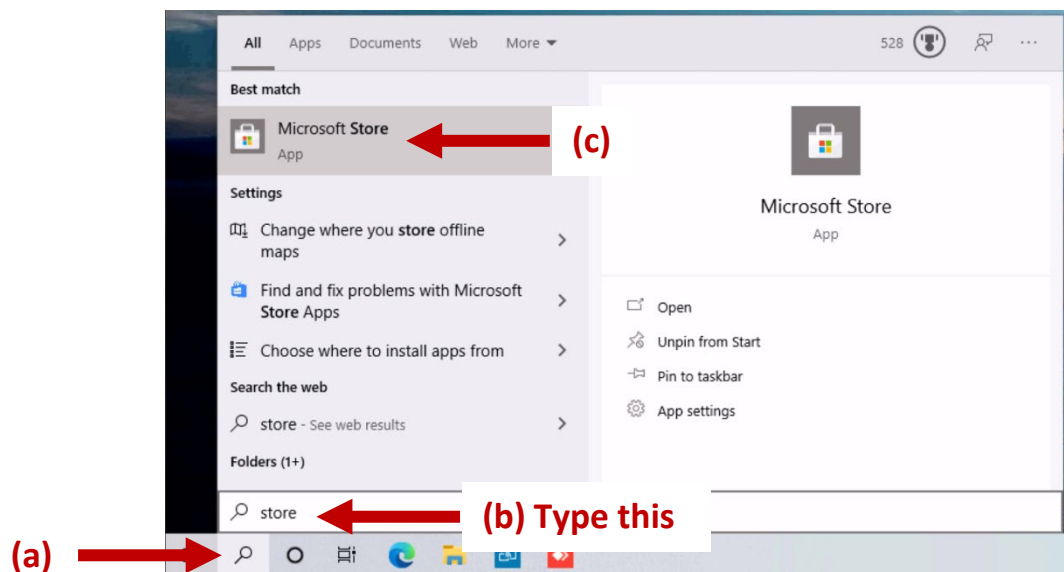 All Apps Documents Web More 528 ...
Best match
Microsoft Store
App
(c)
Settings
Change where you store offline
maps
Find and fix problems with Microsoft
Store Apps
Choose where to install apps from
Search the web
store - See web results
Folders (1+)
Microsoft Store
App
Open
Unpin from Start
Pin to taskbar
App settings
store
(b) Type this
(a)